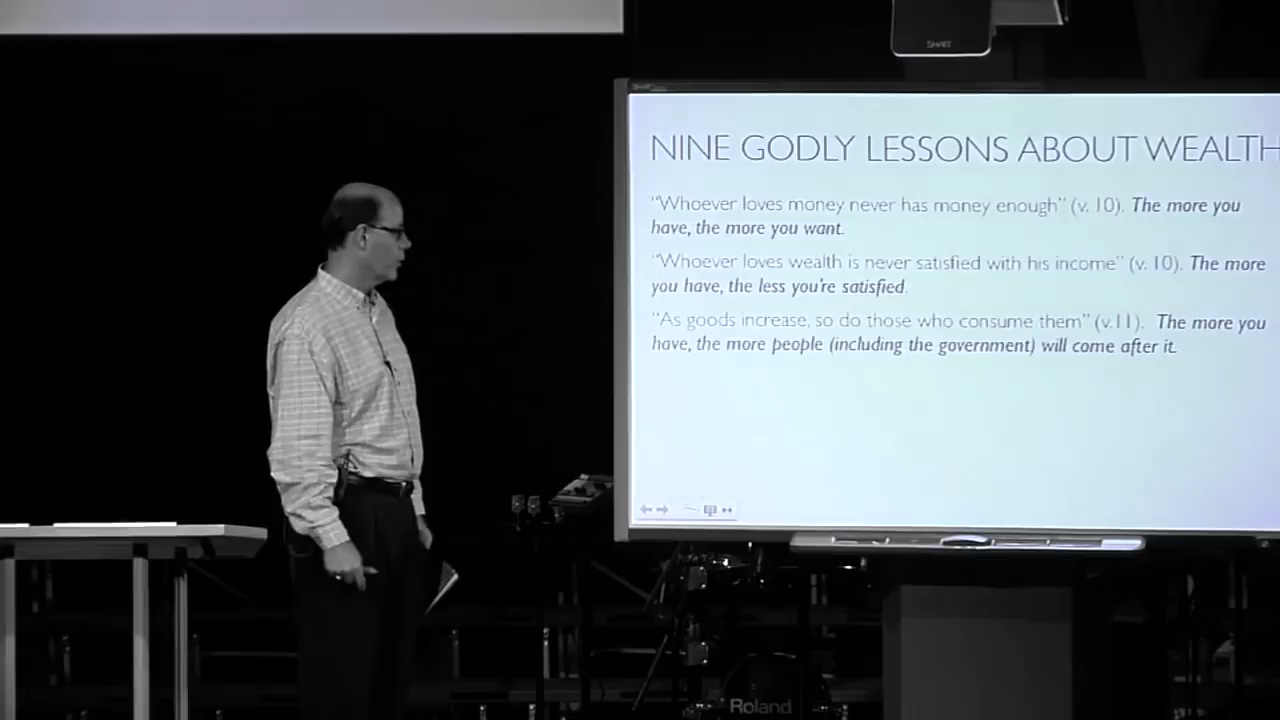 SMART
NINE GODLY LESSONS ABOUT WEALTH
"Whoever loves money never has money enough" (v. 10). The more you
have, the more you want.
"Whoever loves wealth is never satisfied with his income" (v. 10). The more
you have, the less you're satisfied.
"As goods increase, so do those who consume them" (v.11). The more you
have, the more people (including the government) will come after it.
Roland